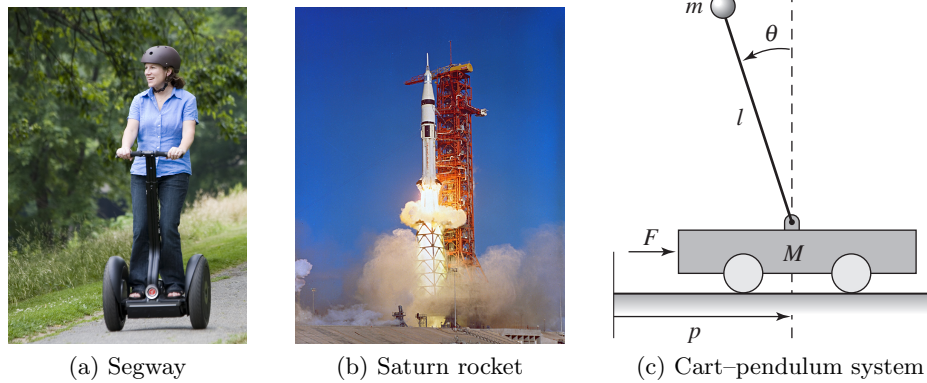 m
θ
l
F
M
p
(a) Segway
(b) Saturn rocket
(c) Cart–pendulum system